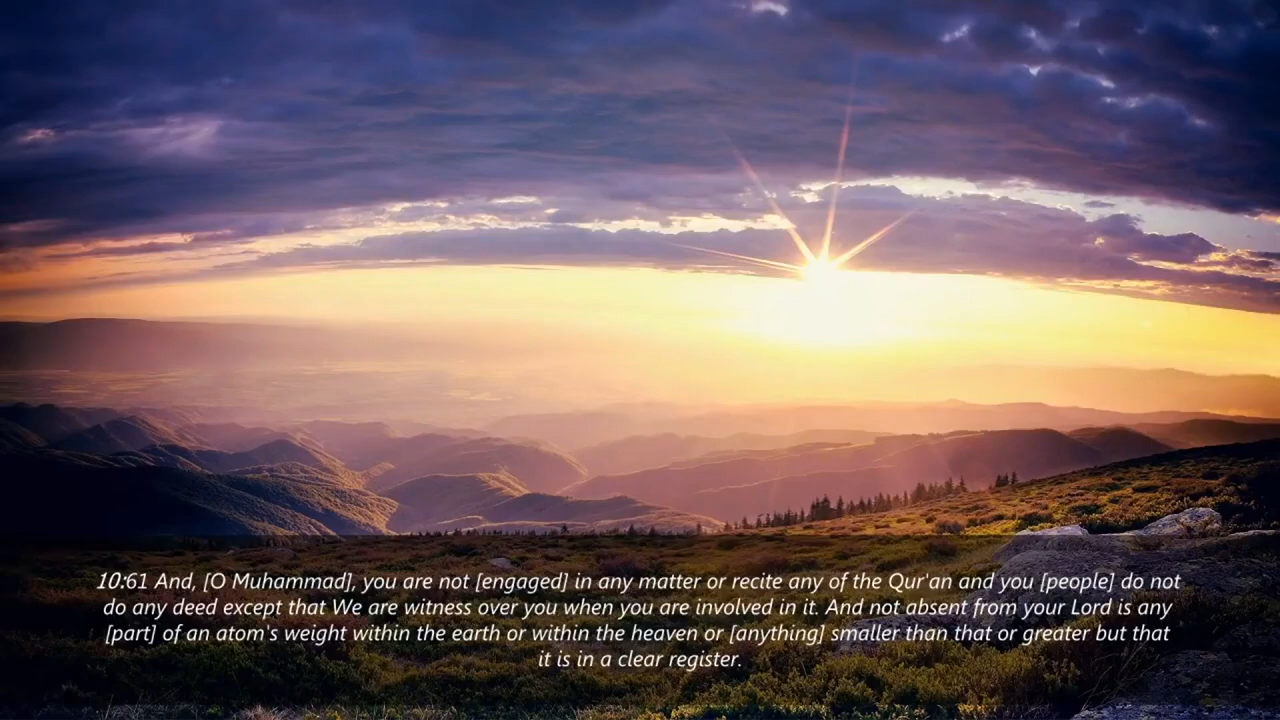 10:61 And, [O Muhammad], you are not [engaged] in any matter or recite any of the Qur'an and you [people] do not
do any deed except that We are witness over you when you are involved in it. And not absent from your Lord is any
[part] of an atom's weight within the earth or within the heaven or [anything] smaller than that or greater but that
it is in a clear register.